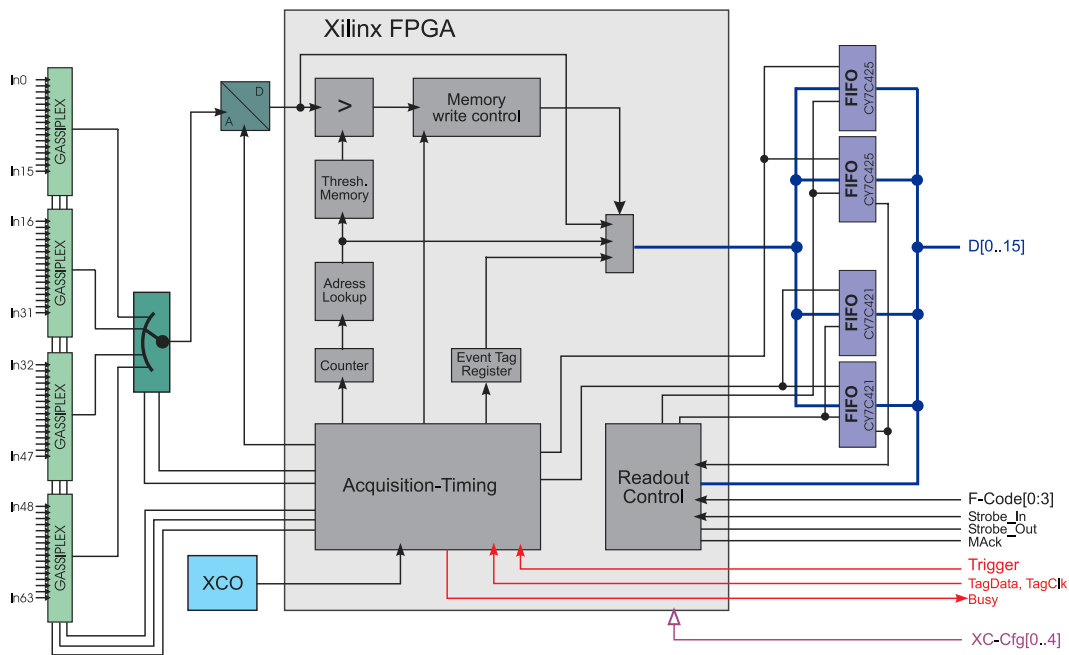 Xilinx FPGA
In0
GASSIPLEX
In15
In16
GASSIPLEX
In31
In32
GASSIPLEX
In47
In48
GASSIPLEX
In63
A
D
>
Memory
write control
Thresh.
Memory
Adress
Lookup
Counter
Event Tag
Register
Acquisition-Timing
Readout
Control
XCO
FIFO
CY7C425
FIFO
CY7C425
FIFO
CY7C421
FIFO
CY7C421
D[0..15]
F-Code[0:3]
Strobe_In
Strobe_Out
MAck
Trigger
TagData, TagClk
Busy
XC-Cfg[0..4]